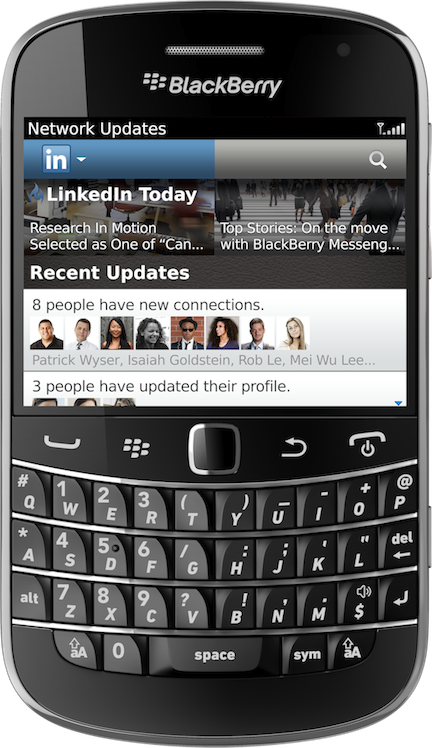 BlackBerry
Network Updates
in
LinkedIn Today
Research In Motion
Selected as One of “Can...
Top Stories: On the move
with BlackBerry Messeng...
Recent Updates
8 people have new connections.
Patrick Wyser, Isaiah Goldstein, Rob Le, Mei Wu Lee...
3 people have updated their profile.
# Q 1 W 2 E 3 R ( T ) Y _ U - I + O @ P
* A 4 S 5 D 6 F / G : H ; J ' K " L del
alt 7 Z 8 X 9 C ? V ! B , N . M $
aA 0 space sym aA